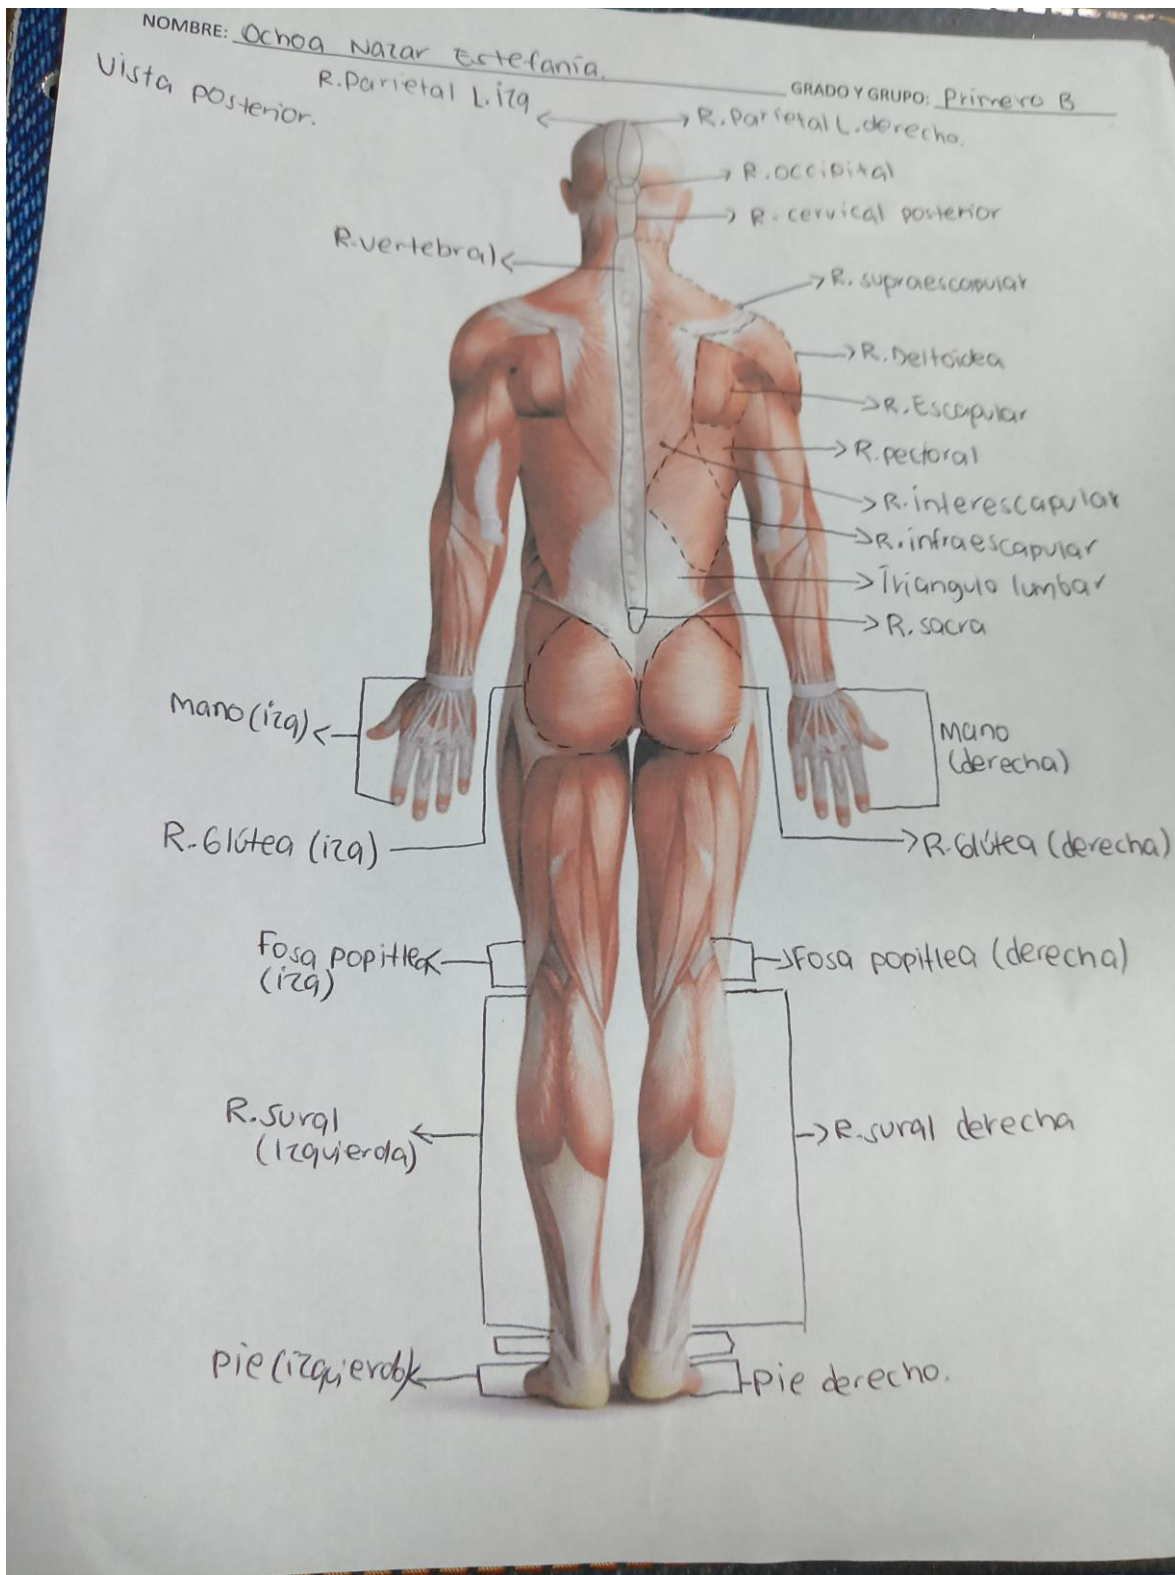 NOMBRE: Ochoa Nazar Estefanía.
GRADO Y GRUPO: Primero B
Vista posterior.
R. Parietal L. izq
R. Parietal L. derecho.
R. occipital
R. cervical posterior
R. vertebral
R. supraescapular
R. Deltoidea
R. Escapular
R. pectoral
R. interescapular
R. infraescapular
Triangulo lumbar
R. sacra
Mano (izq)
Mano
(derecha)
R. Glútea (izq)
R. Glútea (derecha)
Fosa popitlea
(izq)
Fosa popitlea (derecha)
R. sural
(Izquierda)
R. sural derecha
Pie (izquierdo)
Pie derecho.